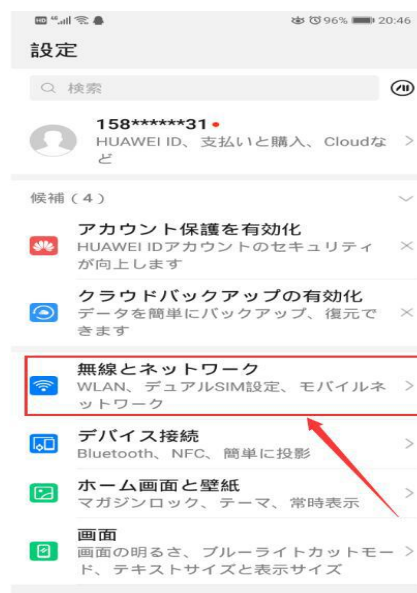 HD 4G 96% 20:46
設定
検索
158******31
HUAWEI ID、支払いと購入、Cloudな
ど
候補(4)
アカウント保護を有効化
HUAWEI IDアカウントのセキュリティ
が向上します
クラウドバックアップの有効化
データを簡単にバックアップ、復元で
きます
無線とネットワーク
WLAN、デュアルSIM設定、モバイルネ
ットワーク
デバイス接続
Bluetooth、NFC、簡単に投影
ホーム画面と壁紙
マガジンロック、テーマ、常時表示
画面
画面の明るさ、ブルーライトカットモー
ド、テキストサイズと表示サイズ